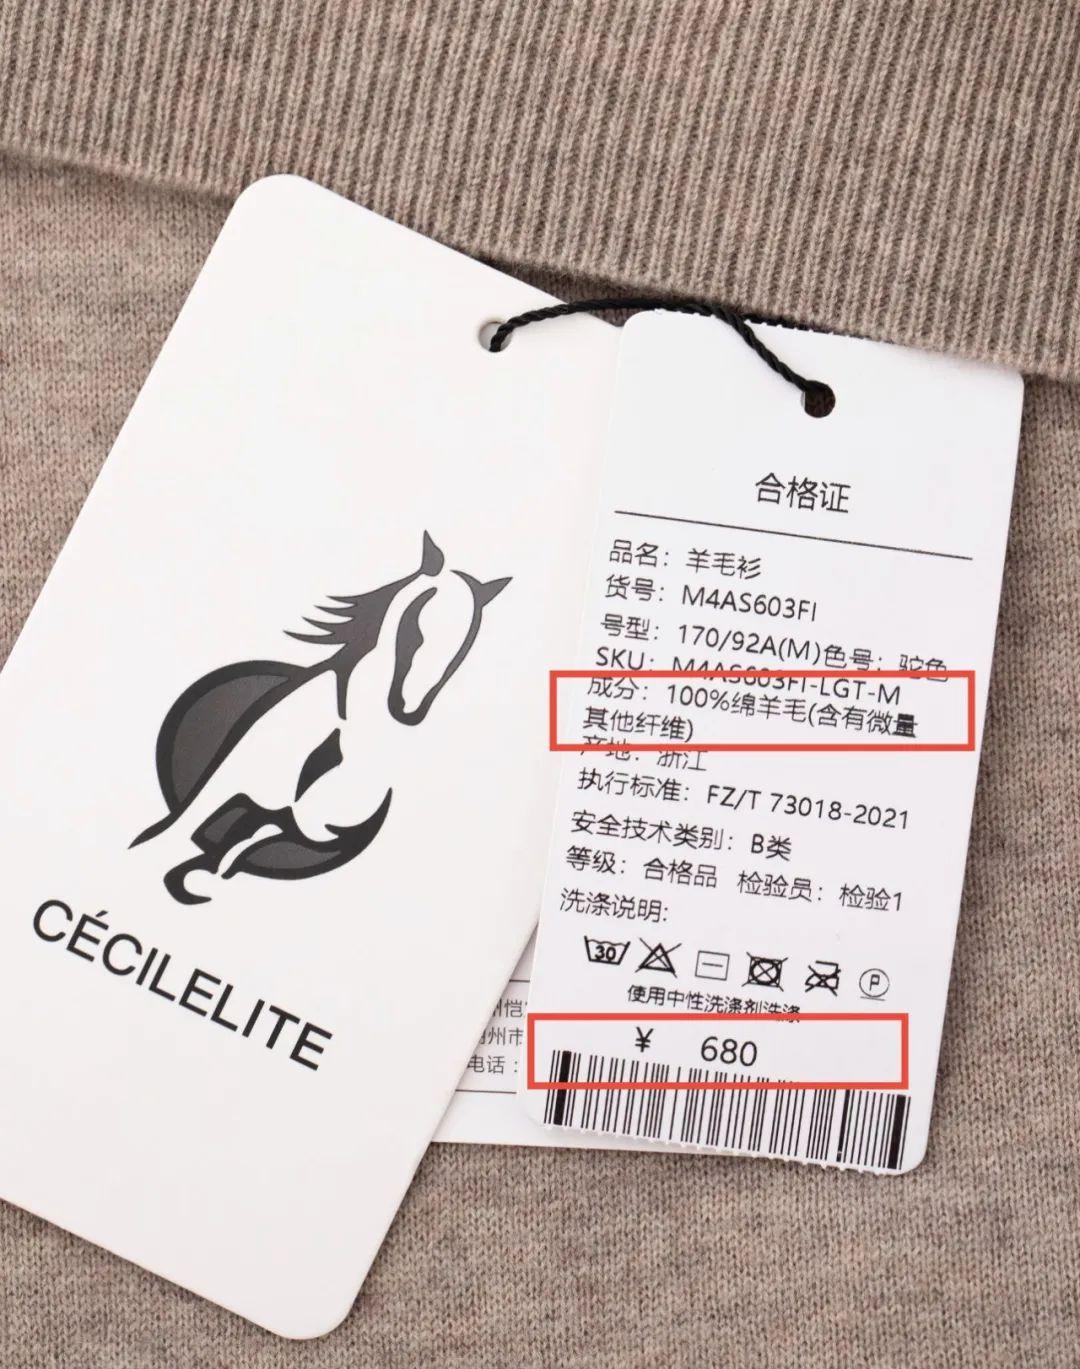 CÉCILELITE
合格证
品名：羊毛衫
货号：M4AS603FI
号型：170/92A(M)色号：驼色
SKU：M4AS603FI-LGT-M
成分：100%绵羊毛(含有微量
其他纤维)
产地：浙江
执行标准：FZ/T 73018-2021
安全技术类别：B类
等级：合格品 检验员：检验1
洗涤说明:
30
P
使用中性洗涤剂洗涤
¥ 680
州市
电话：